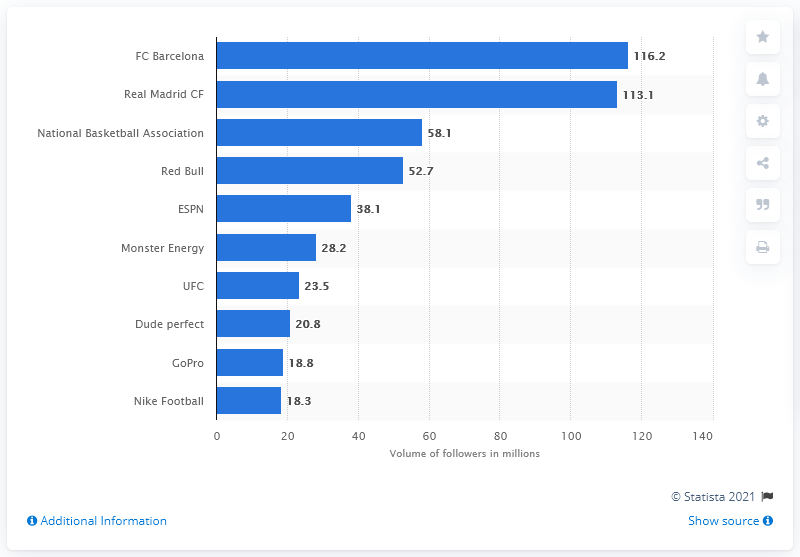 FC Barcelona 116.2
Real Madrid CF 113.1
National Basketball Association 58.1
Red Bull 52.7
ESPN 38.1
Monster Energy 28.2
UFC 23.5
Dude perfect 20.8
GoPro 18.8
Nike Football 18.3
0 20 40 60 80 100 120 140
Volume of followers in millions
© Statista 2021
Additional Information Show source